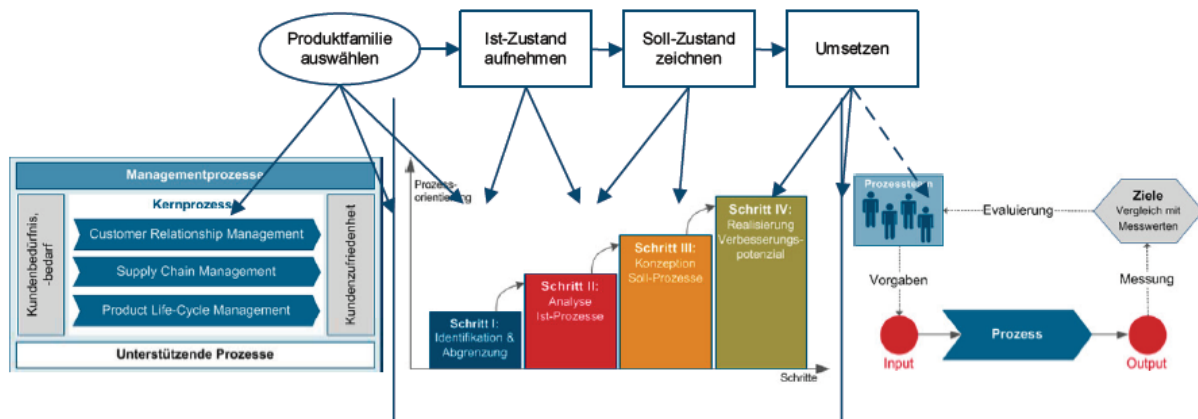 Produktfamilie
auswählen
Ist-Zustand
aufnehmen
Soll-Zustand
zeichnen
Umsetzen
Managementprozesse
Kundenbedürfnis,
-bedarf
Kernprozess
Customer Relationship Management
Supply Chain Management
Product Life-Cycle Management
Kundenzufriedenheit
Unterstützende Prozesse
Prozess-
orientierung
Schritt I:
Identifikation &
Abgrenzung
Schritt II:
Analyse
Ist-Prozesse
Schritt III:
Konzeption
Soll-Prozesse
Schritt IV:
Realisierung
Verbesserungs-
potenzial
Schritte
Prozessteam
Evaluierung
Ziele
Vergleich mit
Messwerten
Vorgaben
Messung
Prozess
Input
Output